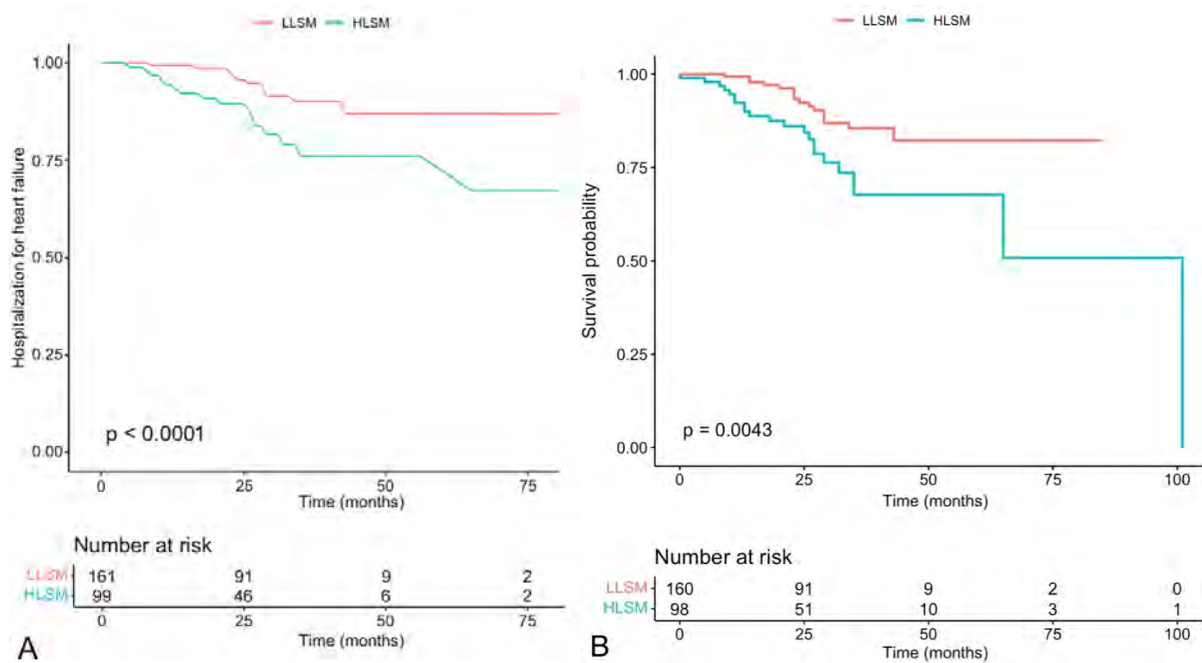 LLSM HLSM
Hospitalization for heart failure
1.00
0.75
0.50
0.25
0.00
p < 0.0001
0 25 50 75
Time (months)
Number at risk
LLSM 161 91 9 2
HLSM 99 46 6 2
0 25 50 75
Time (months)
A
LLSM HLSM
Survival probability
1.00
0.75
0.50
0.25
0.00
p = 0.0043
0 25 50 75 100
Time (months)
Number at risk
LLSM 160 91 9 2 0
HLSM 98 51 10 3 1
0 25 50 75 100
Time (months)
B